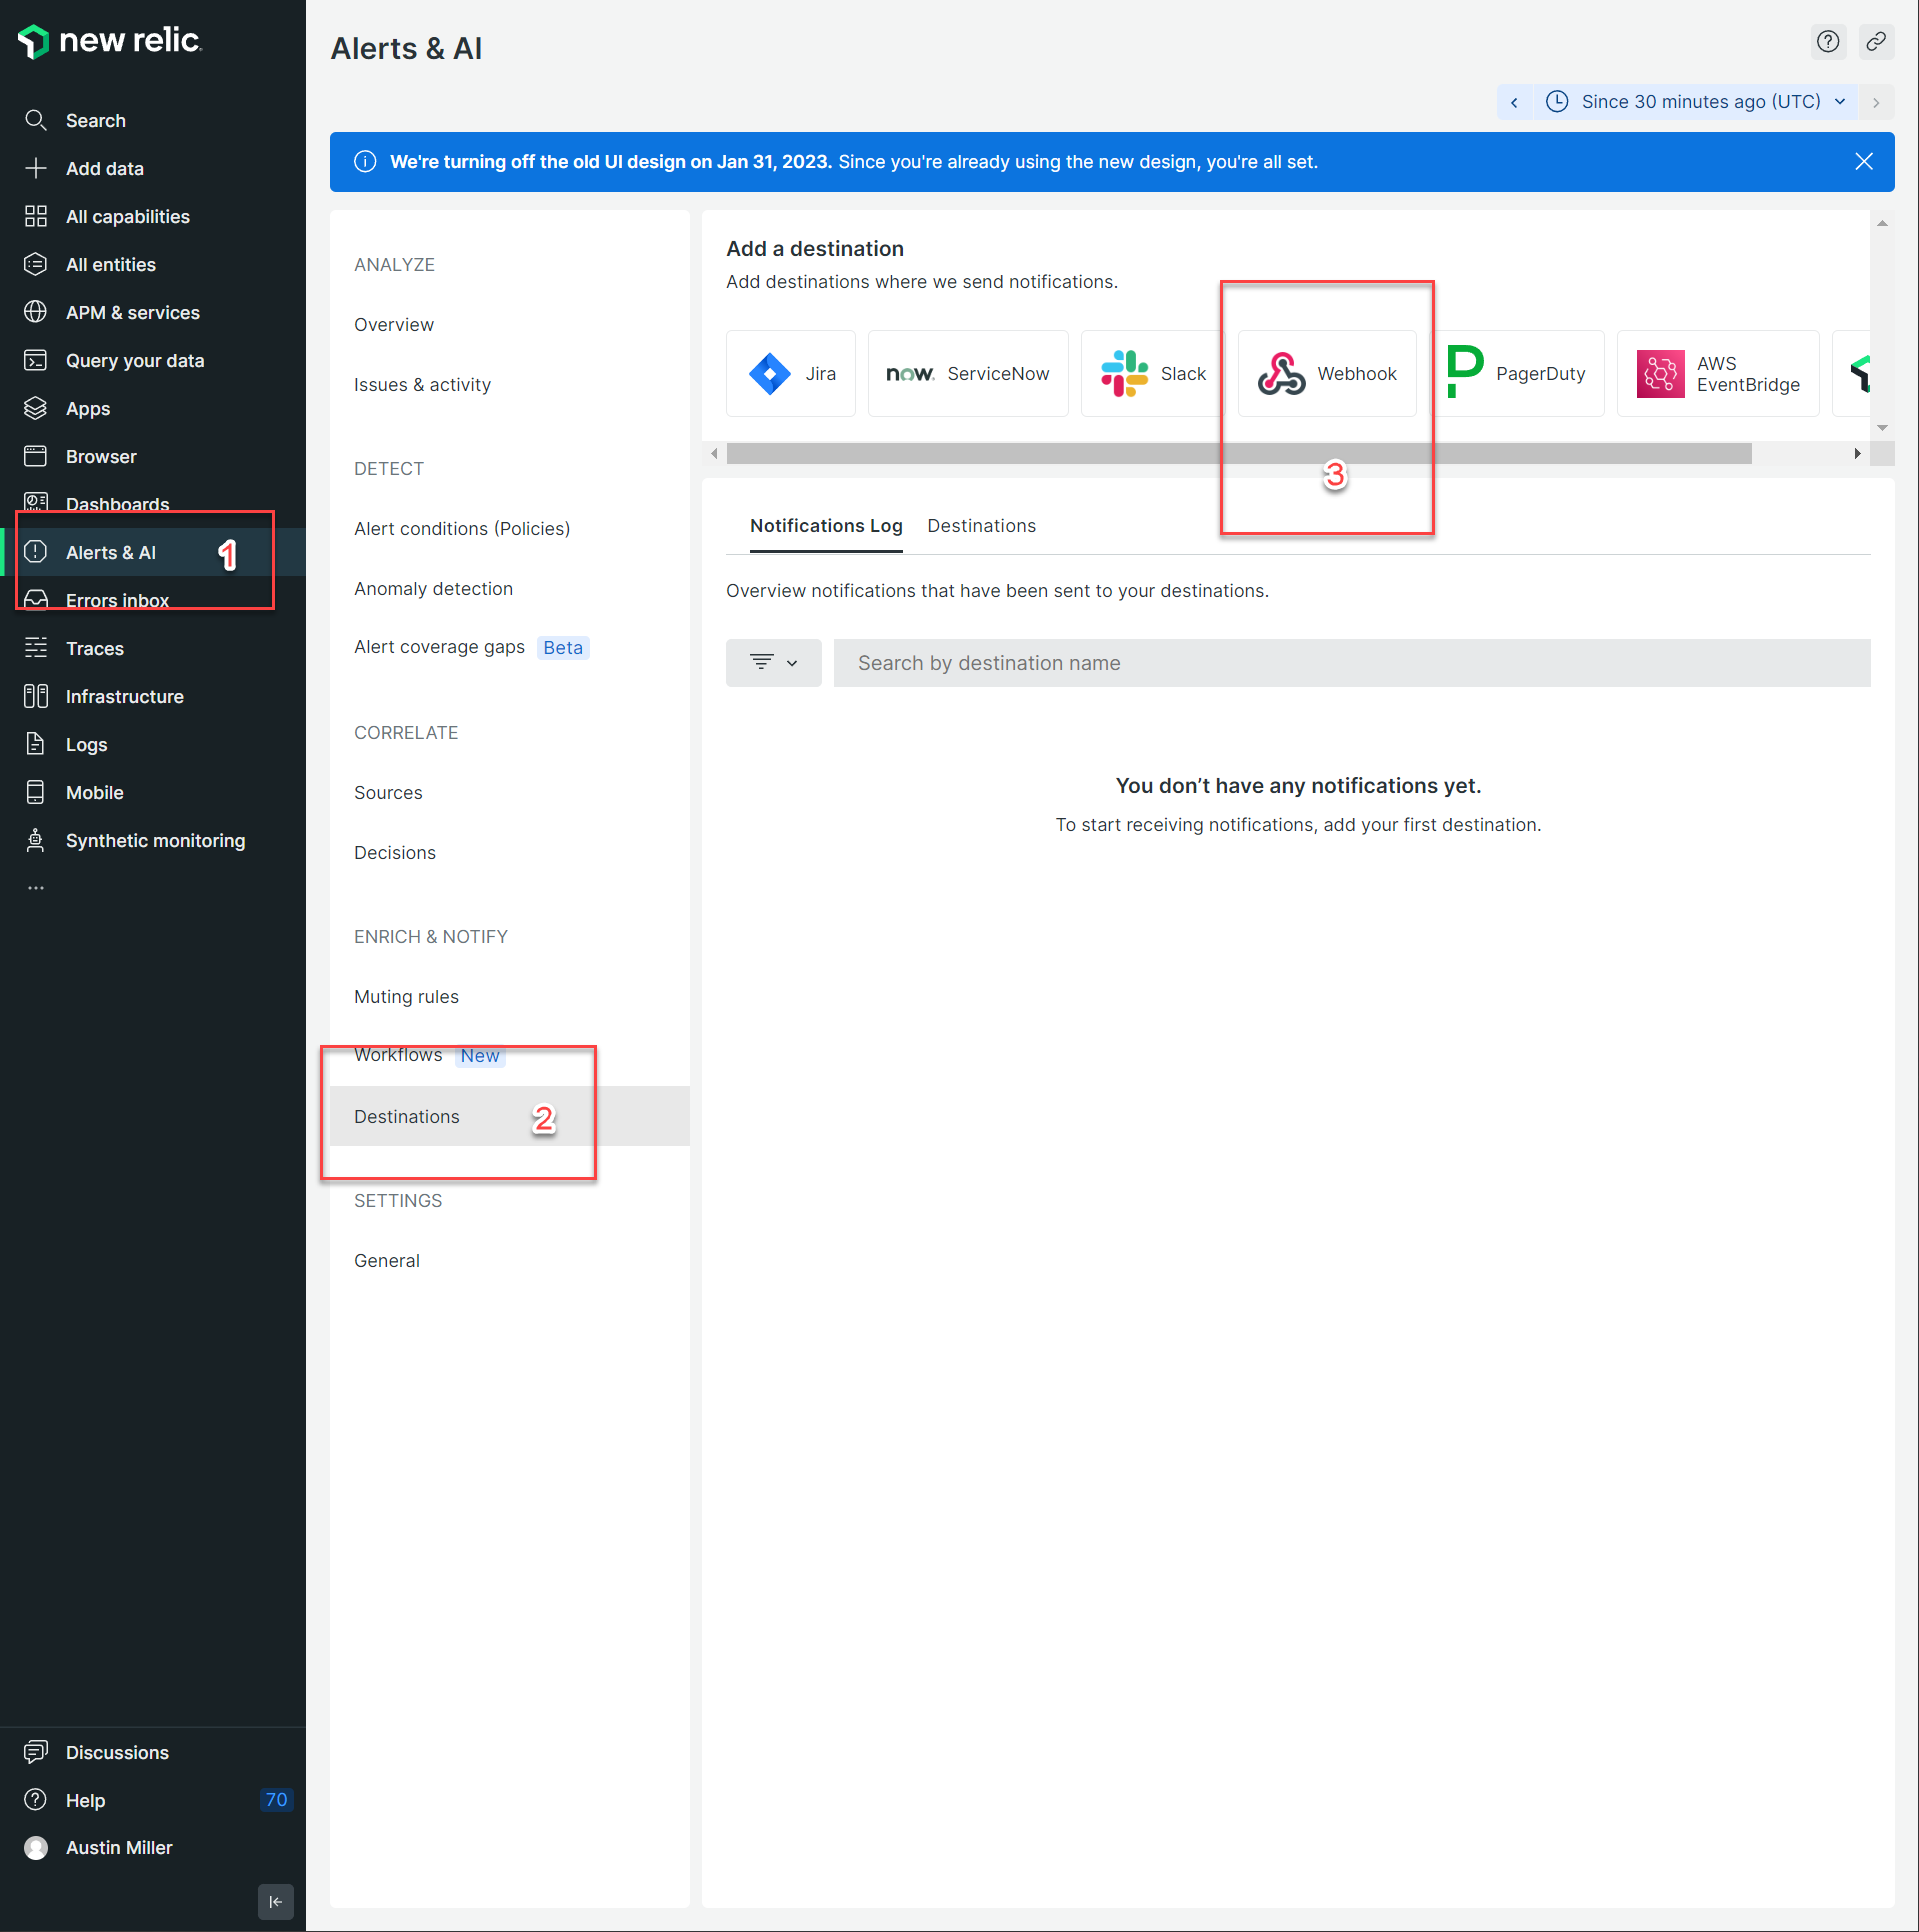 new relic.
Search
Add data
All capabilities
All entities
APM & services
Query your data
Apps
Browser
Dashboards
Alerts & AI
1
Errors inbox
Traces
Infrastructure
Logs
Mobile
Synthetic monitoring
...
Discussions
Help 70
Austin Miller
Alerts & AI
Since 30 minutes ago (UTC)
We're turning off the old UI design on Jan 31, 2023. Since you're already using the new design, you're all set.
ANALYZE
Overview
Issues & activity
DETECT
Alert conditions (Policies)
Anomaly detection
Alert coverage gaps Beta
CORRELATE
Sources
Decisions
ENRICH & NOTIFY
Muting rules
Workflows New
Destinations
2
SETTINGS
General
Add a destination
Add destinations where we send notifications.
Jira
now. ServiceNow
Slack
Webhook
P PagerDuty
AWS
EventBridge
3
Notifications Log Destinations
Overview notifications that have been sent to your destinations.
Search by destination name
You don’t have any notifications yet.
To start receiving notifications, add your first destination.